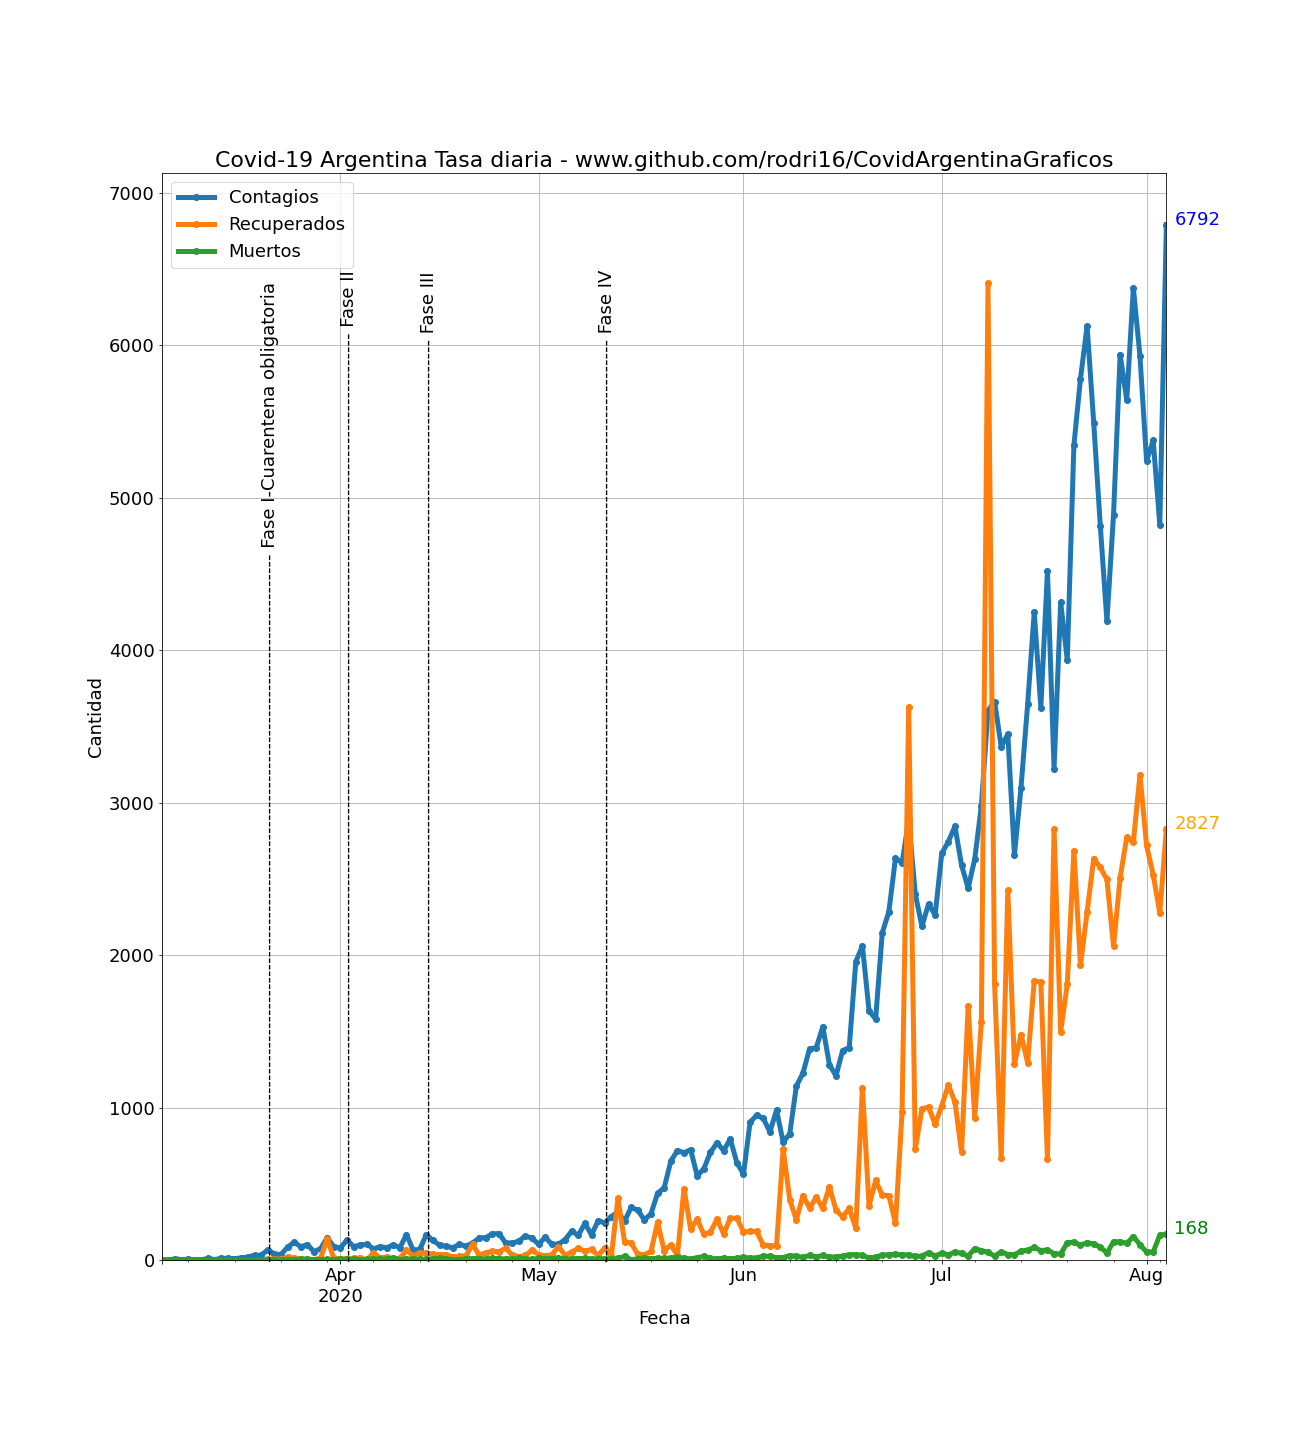 Covid-19 Argentina Tasa diaria - www.github.com/rodri16/CovidArgentinaGraficos
Contagios
Recuperados
Muertos
7000
6000
5000
4000
3000
2000
1000
0
Cantidad
Fase I-Cuarentena obligatoria
Fase II
Fase III
Fase IV
6792
2827
168
Apr
2020
May
Jun
Jul
Aug
Fecha